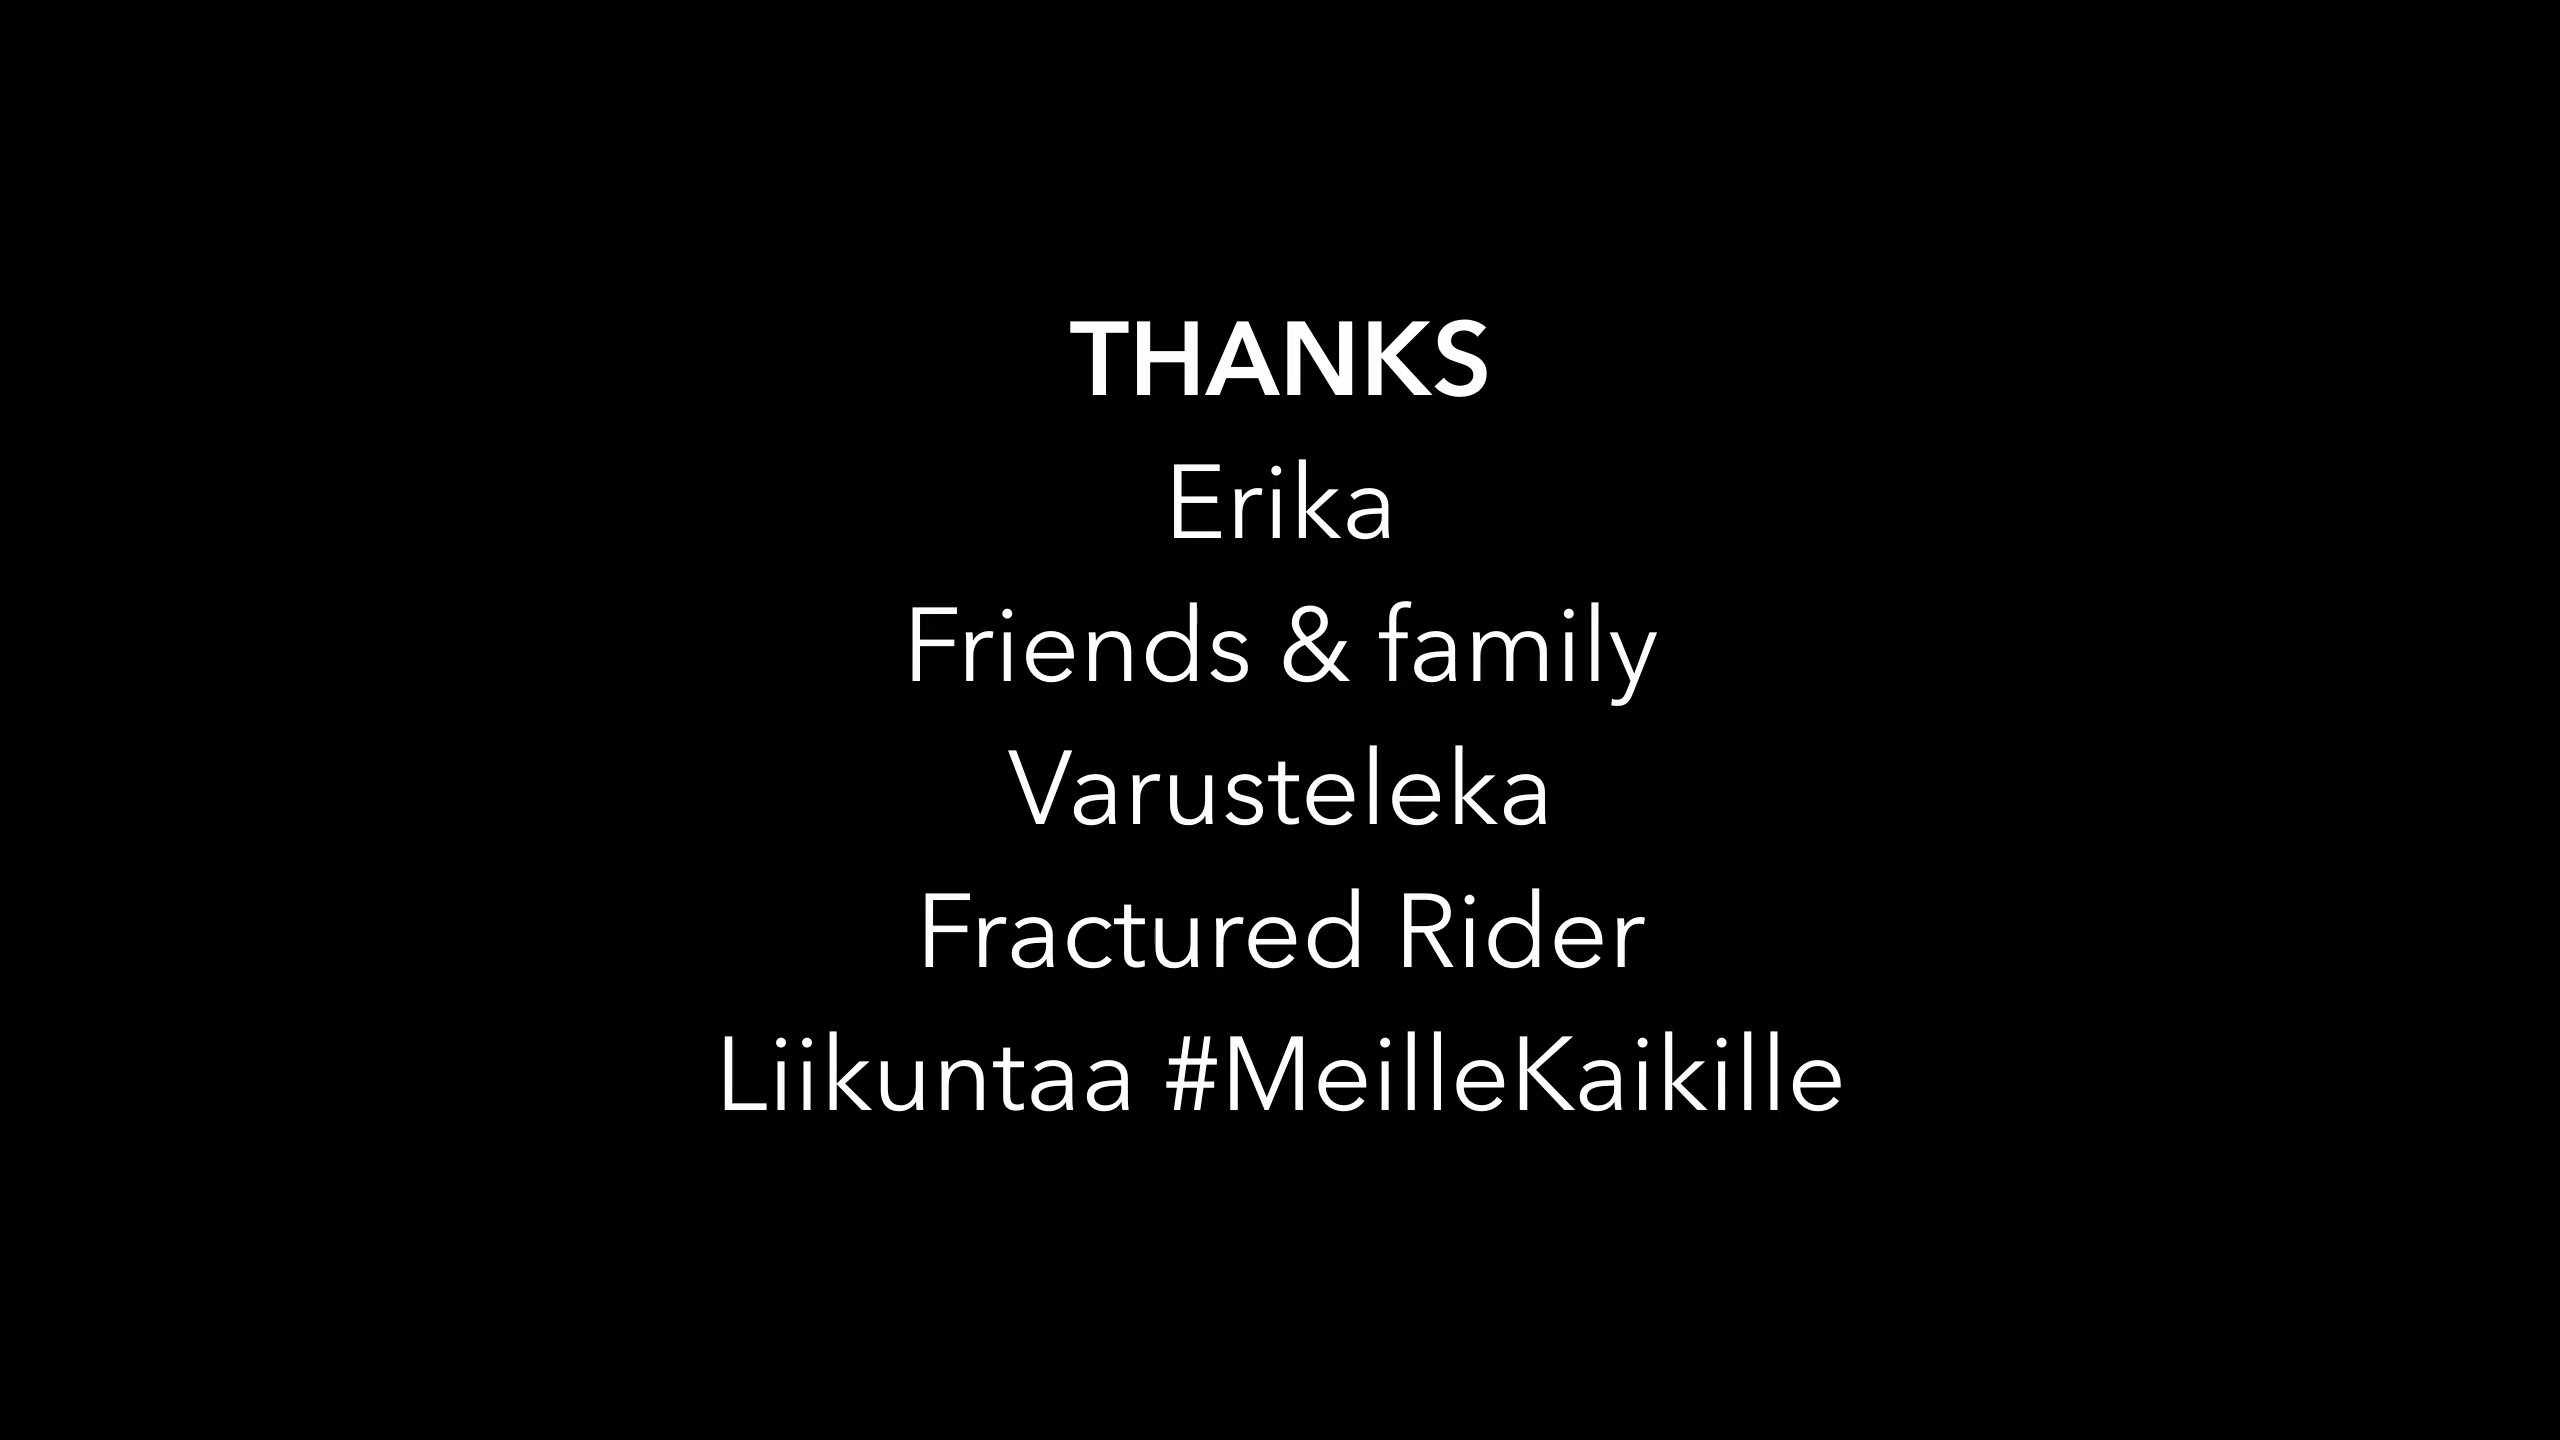 THANKS
Erika
Friends & family
Varusteleka
Fractured Rider
Liikuntaa #MeilleKaikille